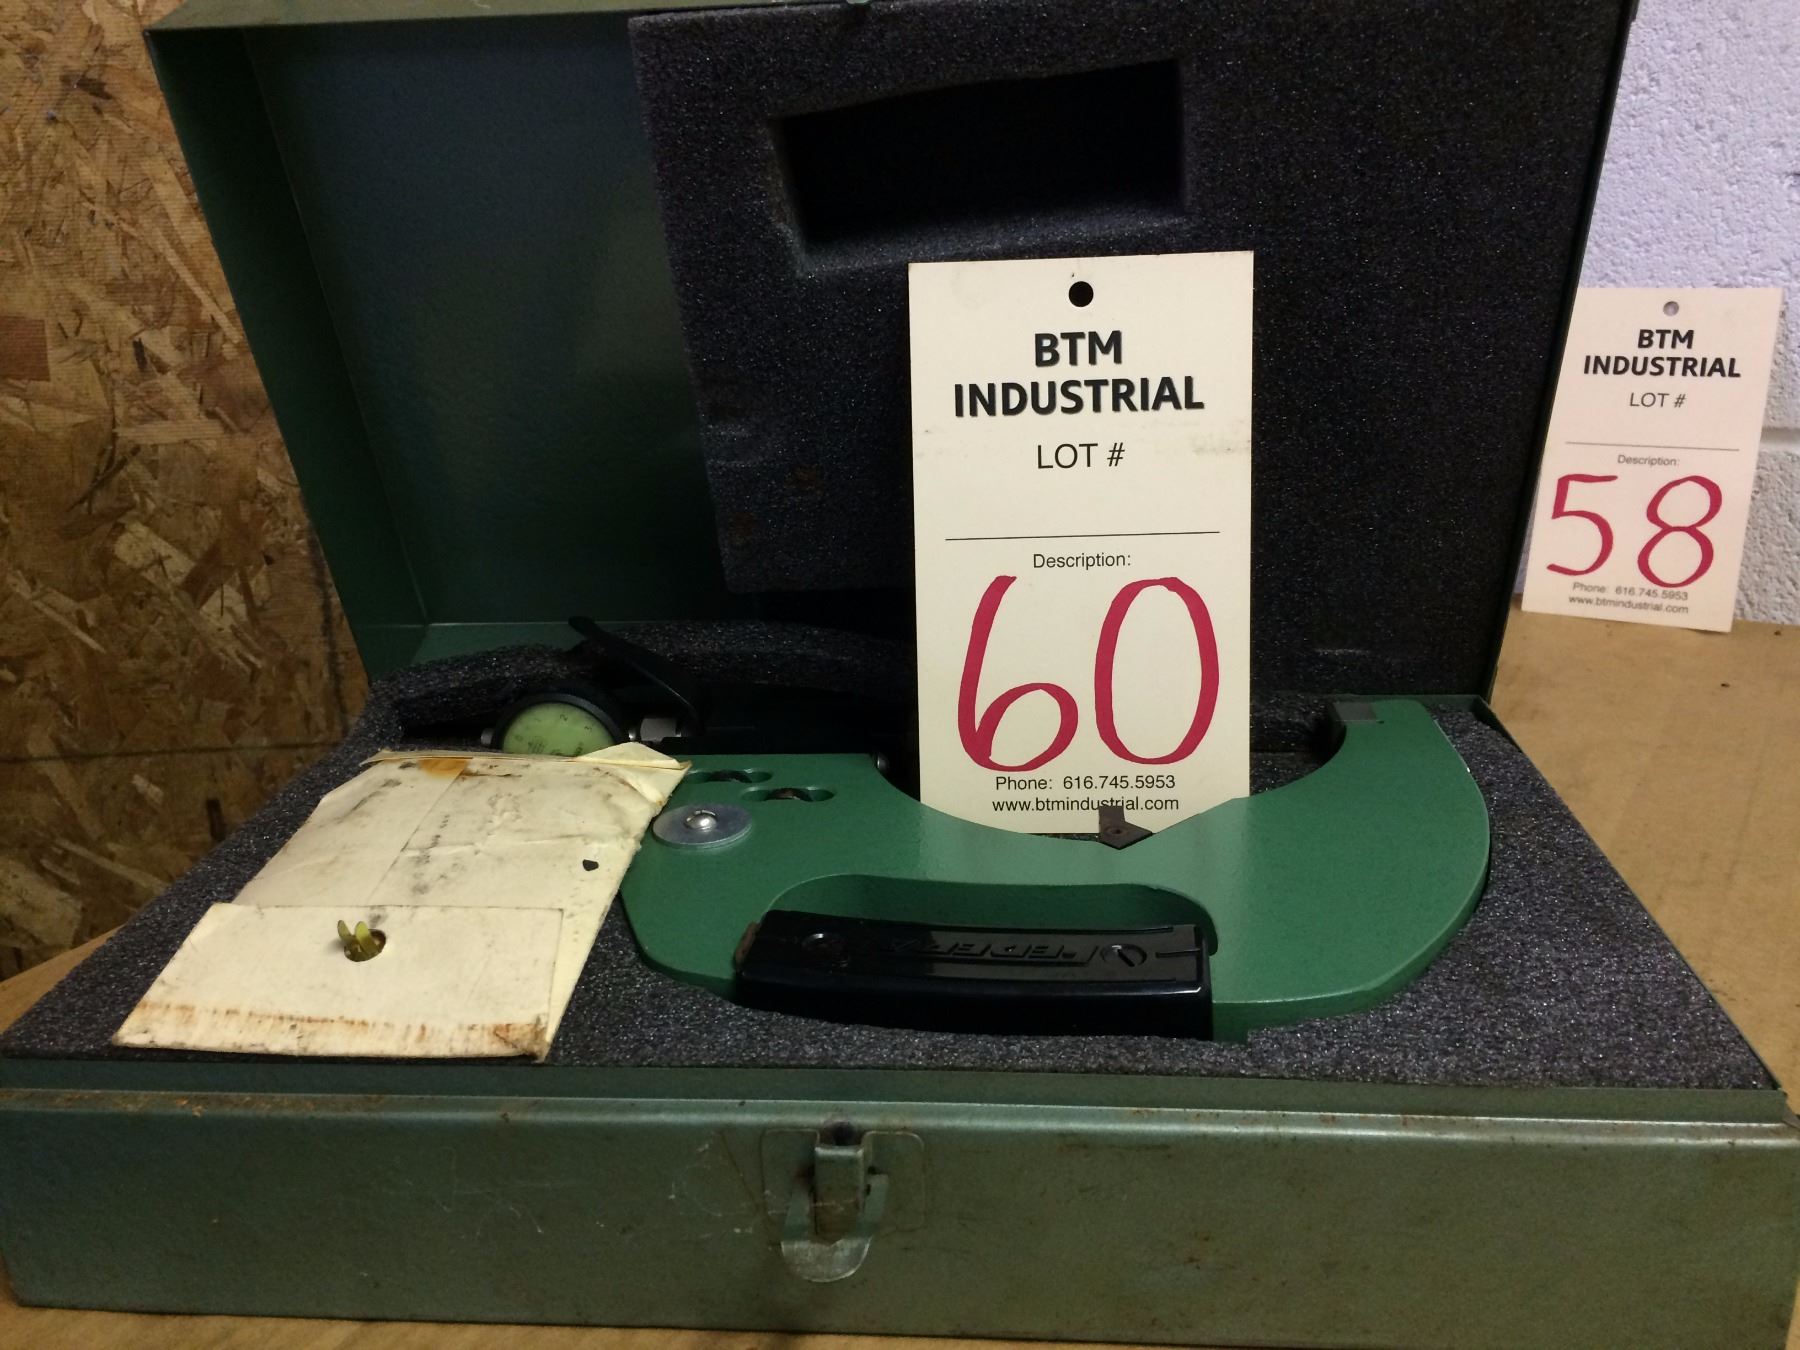 BTM
INDUSTRIAL
LOT #
Description:
60
Phone: 616.745.5953
www.btmindustrial.com
BTM
INDUSTRIAL
LOT #
Description:
58
Phone: 616.745.5953
www.btmindustrial.com
FEDERAL